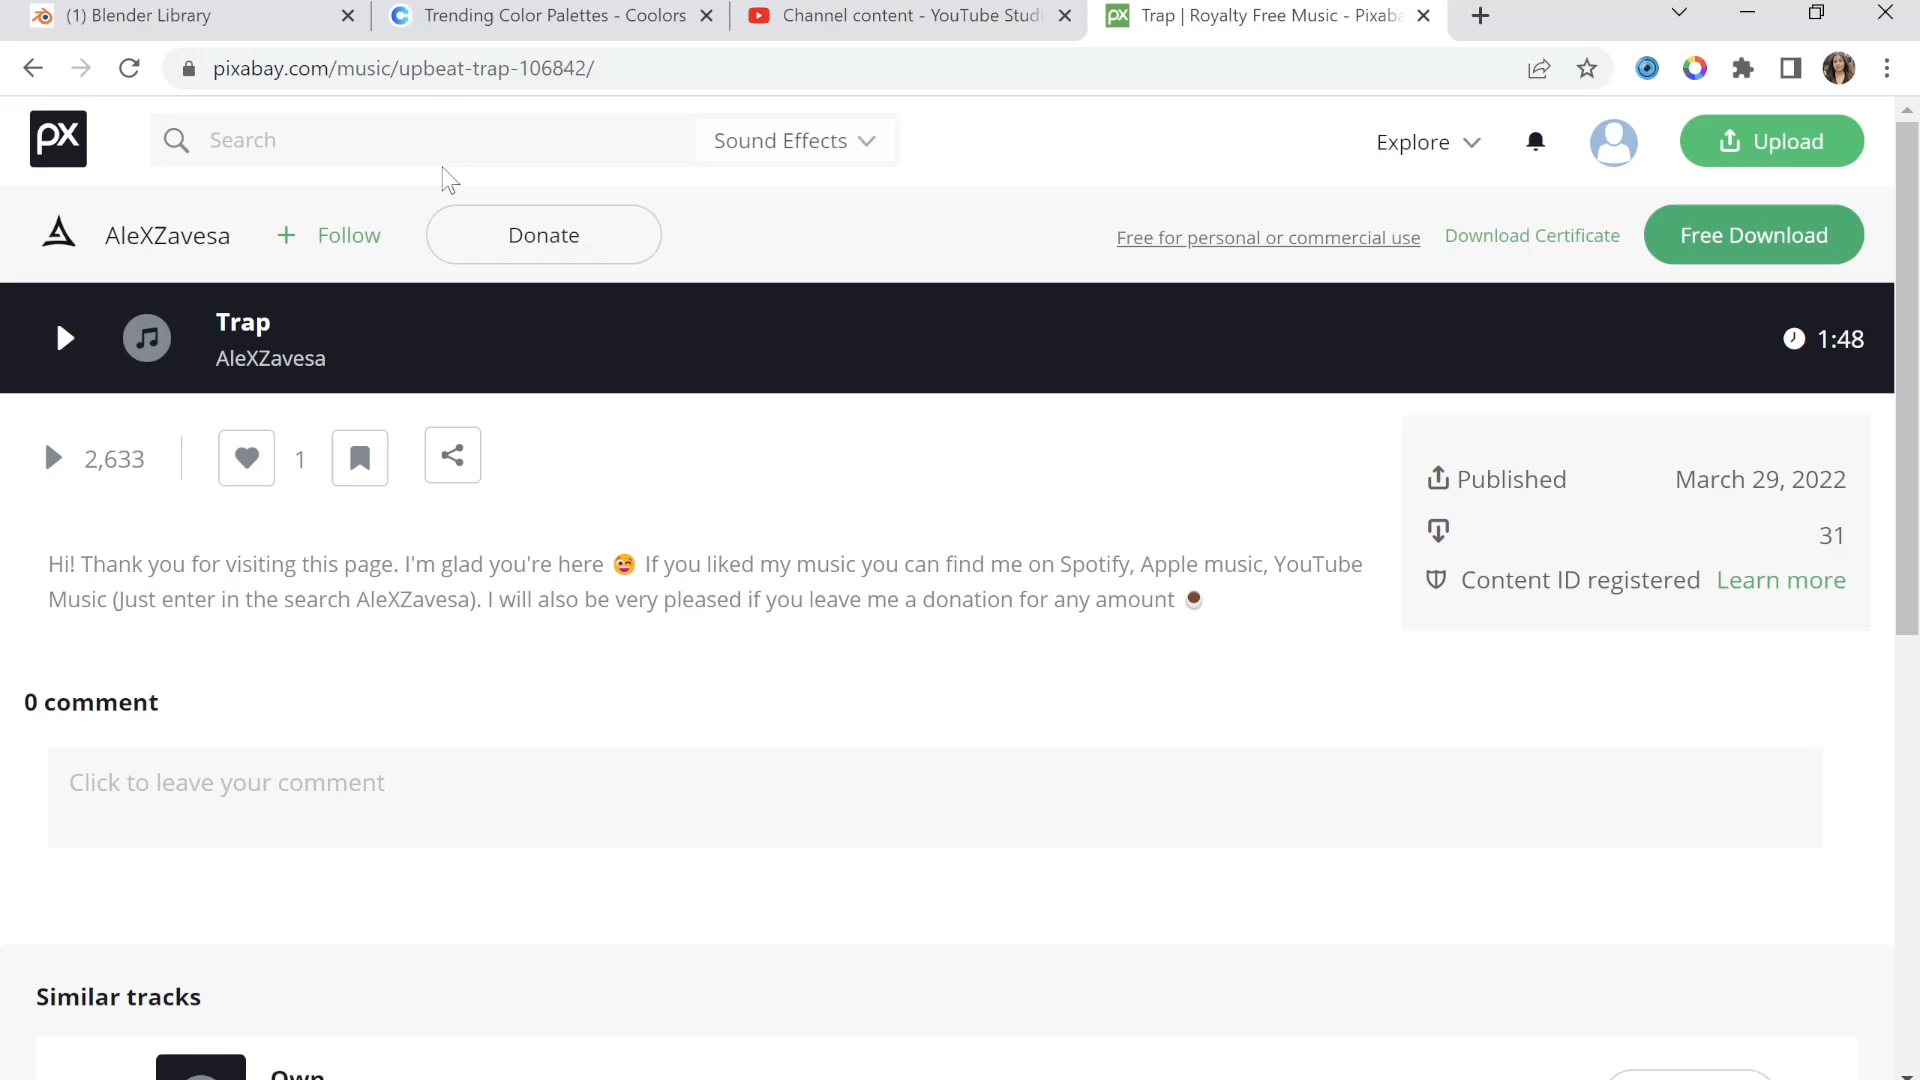 (1) Blender Library
Trending Color Palettes - Coolors
Channel content - YouTube Studi
Trap | Royalty Free Music - Pixaba
pixabay.com/music/upbeat-trap-106842/
px
Search
Sound Effects
Explore
Upload
AleXZavesa
+ Follow
Donate
Free for personal or commercial use
Download Certificate
Free Download
Trap
AleXZavesa
1:48
2,633
1
Published
March 29, 2022
31
Content ID registered Learn more
Hi! Thank you for visiting this page. I'm glad you're here 😋 If you liked my music you can find me on Spotify, Apple music, YouTube
Music (Just enter in the search AleXZavesa). I will also be very pleased if you leave me a donation for any amount ☕
0 comment
Click to leave your comment
Similar tracks
Own